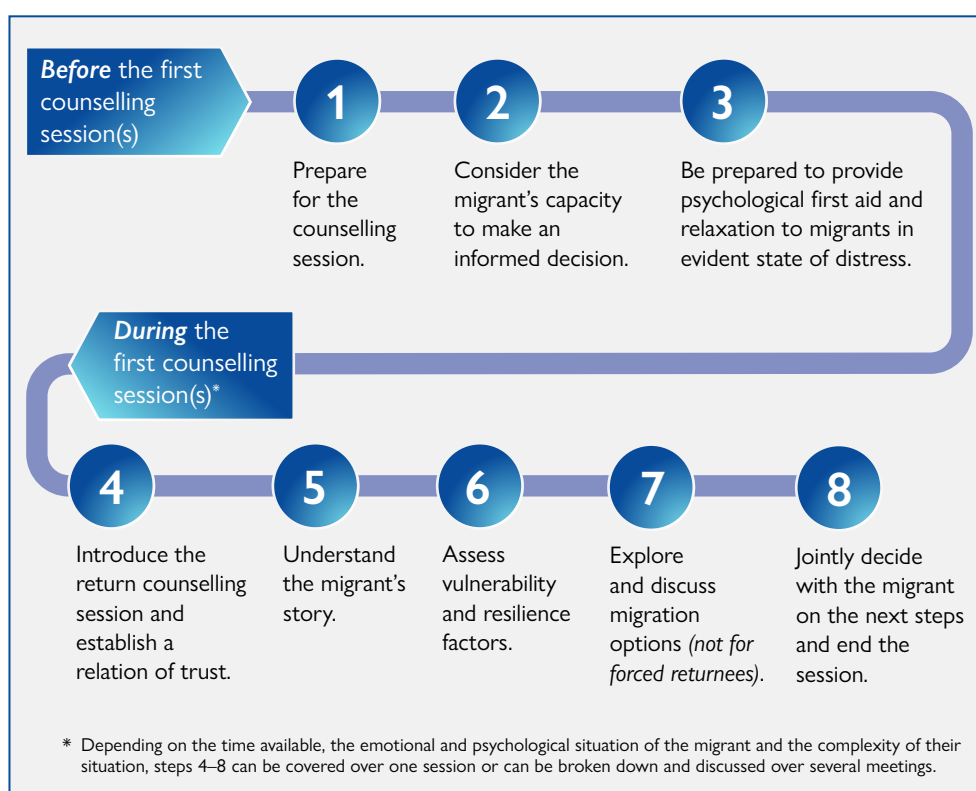 Before the first
counselling
session(s)
1
2
3
Prepare
for the
counselling
session.
Consider the
migrant's capacity
to make an
informed decision.
Be prepared to provide
psychological first aid and
relaxation to migrants in
evident state of distress.
During the
first counselling
session(s)*
4
5
6
7
8
Introduce the
return counselling
session and
establish a
relation of trust.
Understand
the migrant's
story.
Assess
vulnerability
and resilience
factors.
Explore
and discuss
migration
options (not for
forced returnees).
Jointly decide
with the migrant
on the next steps
and end the
session.
* Depending on the time available, the emotional and psychological situation of the migrant and the complexity of their
situation, steps 4–8 can be covered over one session or can be broken down and discussed over several meetings.